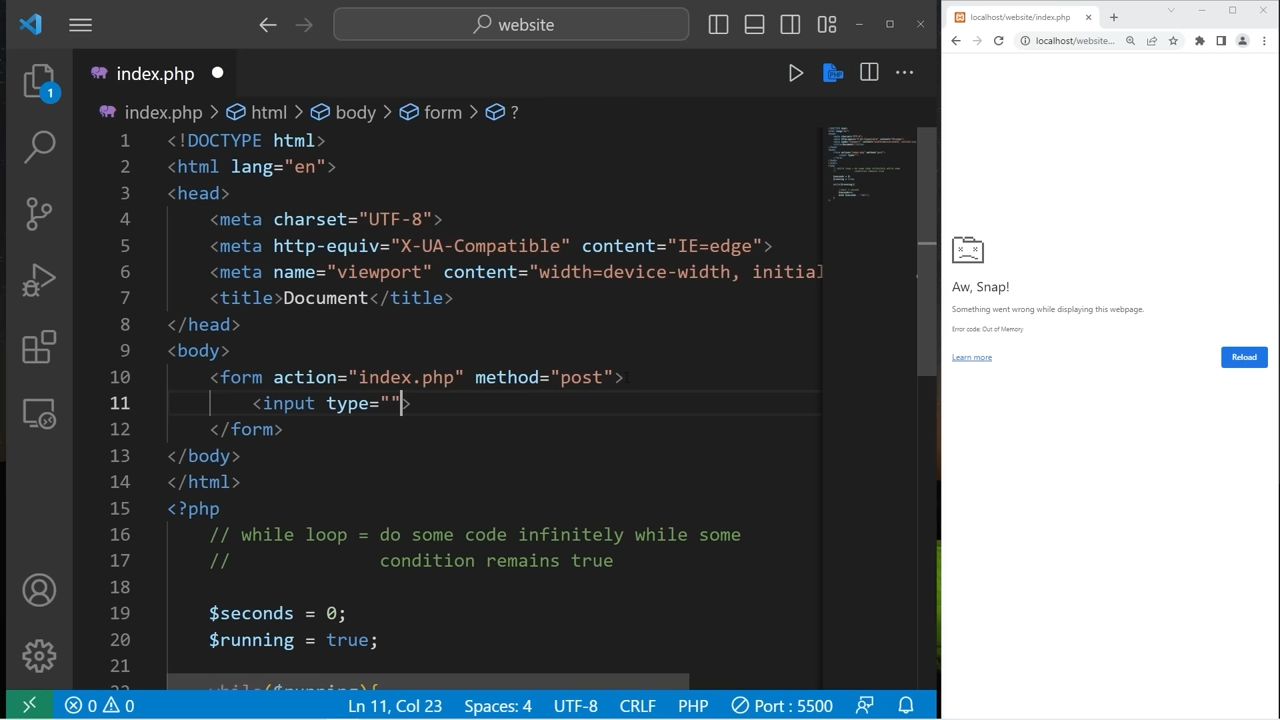 website
index.php
index.php > html > body > form > ?
1 <!DOCTYPE html>
2 <html lang="en">
3 <head>
4 <meta charset="UTF-8">
5 <meta http-equiv="X-UA-Compatible" content="IE=edge">
6 <meta name="viewport" content="width=device-width, initial
7 <title>Document</title>
8 </head>
9 <body>
10 <form action="index.php" method="post">
11 <input type="">
12 </form>
13 </body>
14 </html>
15 <?php
16 // while loop = do some code infinitely while some
17 // condition remains true
18
19 $seconds = 0;
20 $running = true;
21
while($running){
1
0 0
Ln 11, Col 23
Spaces: 4
UTF-8
CRLF
PHP
Port : 5500
localhost/website/index.php
localhost/website...
Aw, Snap!
Something went wrong while displaying this webpage.
Error code: Out of Memory
Learn more
Reload